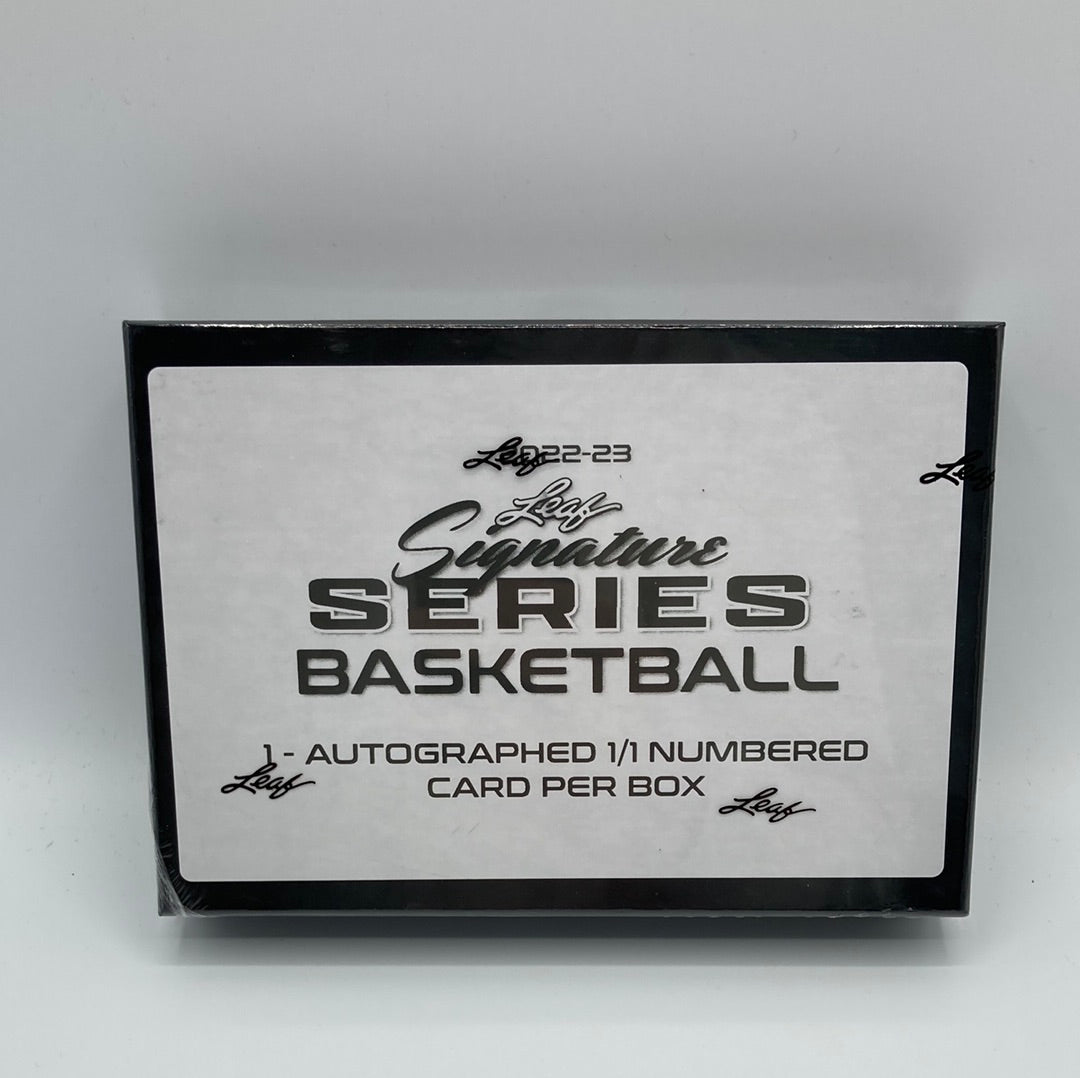 2022-23
Leaf
Leaf
Leaf
Signature
SERIES
BASKETBALL
1 - AUTOGRAPHED 1/1 NUMBERED
Leaf
CARD PER BOX
Leaf